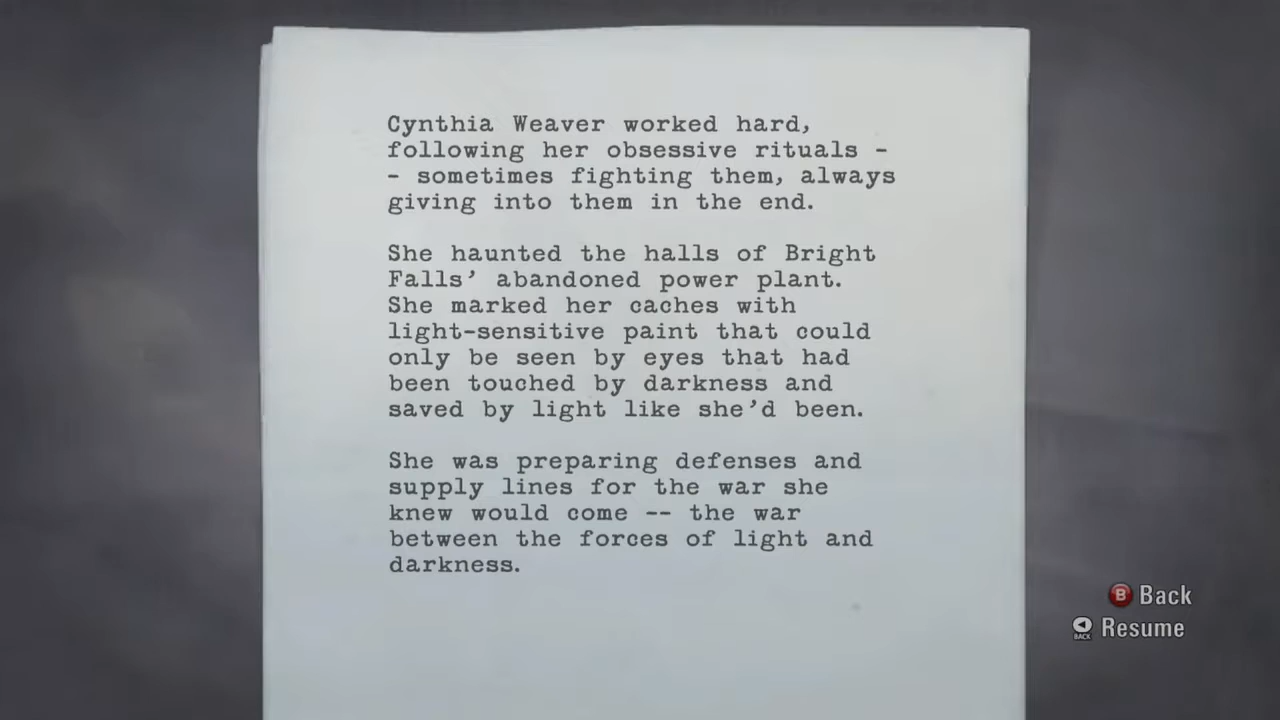 Cynthia Weaver worked hard,
following her obsessive rituals -
- sometimes fighting them, always
giving into them in the end.
She haunted the halls of Bright
Falls’ abandoned power plant.
She marked her caches with
light-sensitive paint that could
only be seen by eyes that had
been touched by darkness and
saved by light like she’d been.
She was preparing defenses and
supply lines for the war she
knew would come -- the war
between the forces of light and
darkness.
B Back
BACK Resume